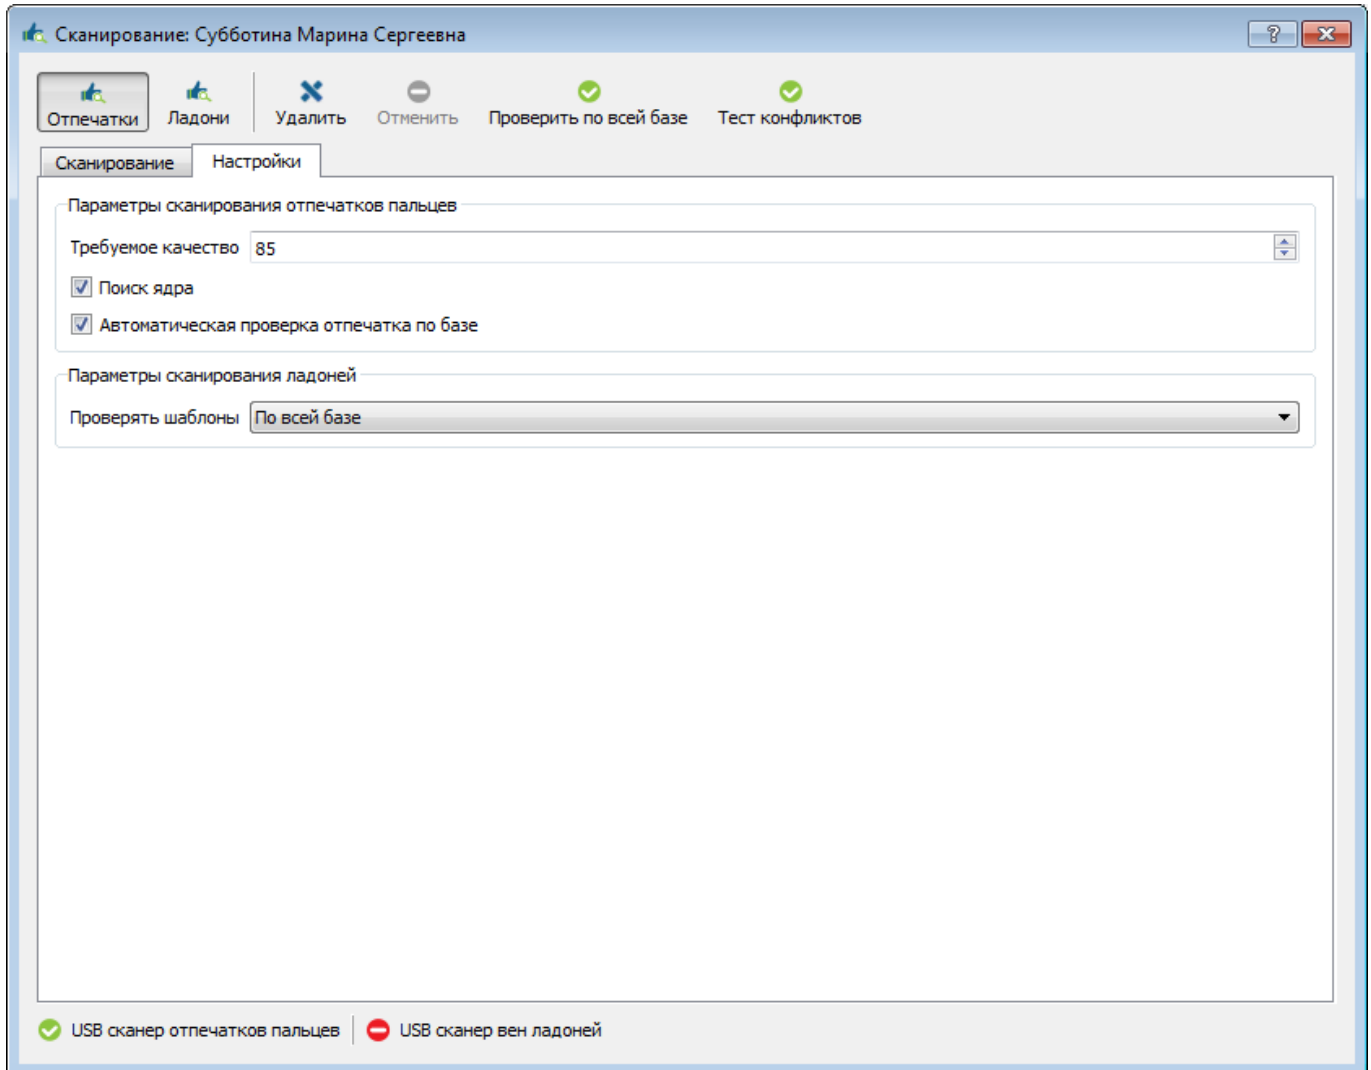 Сканирование: Субботина Марина Сергеевна
?
Отпечатки Ладони Удалить Отменить Проверить по всей базе Тест конфликтов
Сканирование Настройки
Параметры сканирования отпечатков пальцев
Требуемое качество 85
Поиск ядра
Автоматическая проверка отпечатка по базе
Параметры сканирования ладоней
Проверять шаблоны По всей базе
USB сканер отпечатков пальцев USB сканер вен ладоней